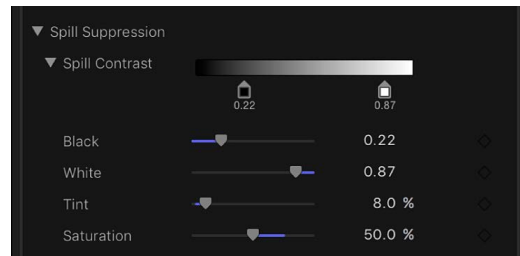 Spill Suppression
Spill Contrast
0.22 0.87
Black 0.22
White 0.87
Tint 8.0 %
Saturation 50.0 %